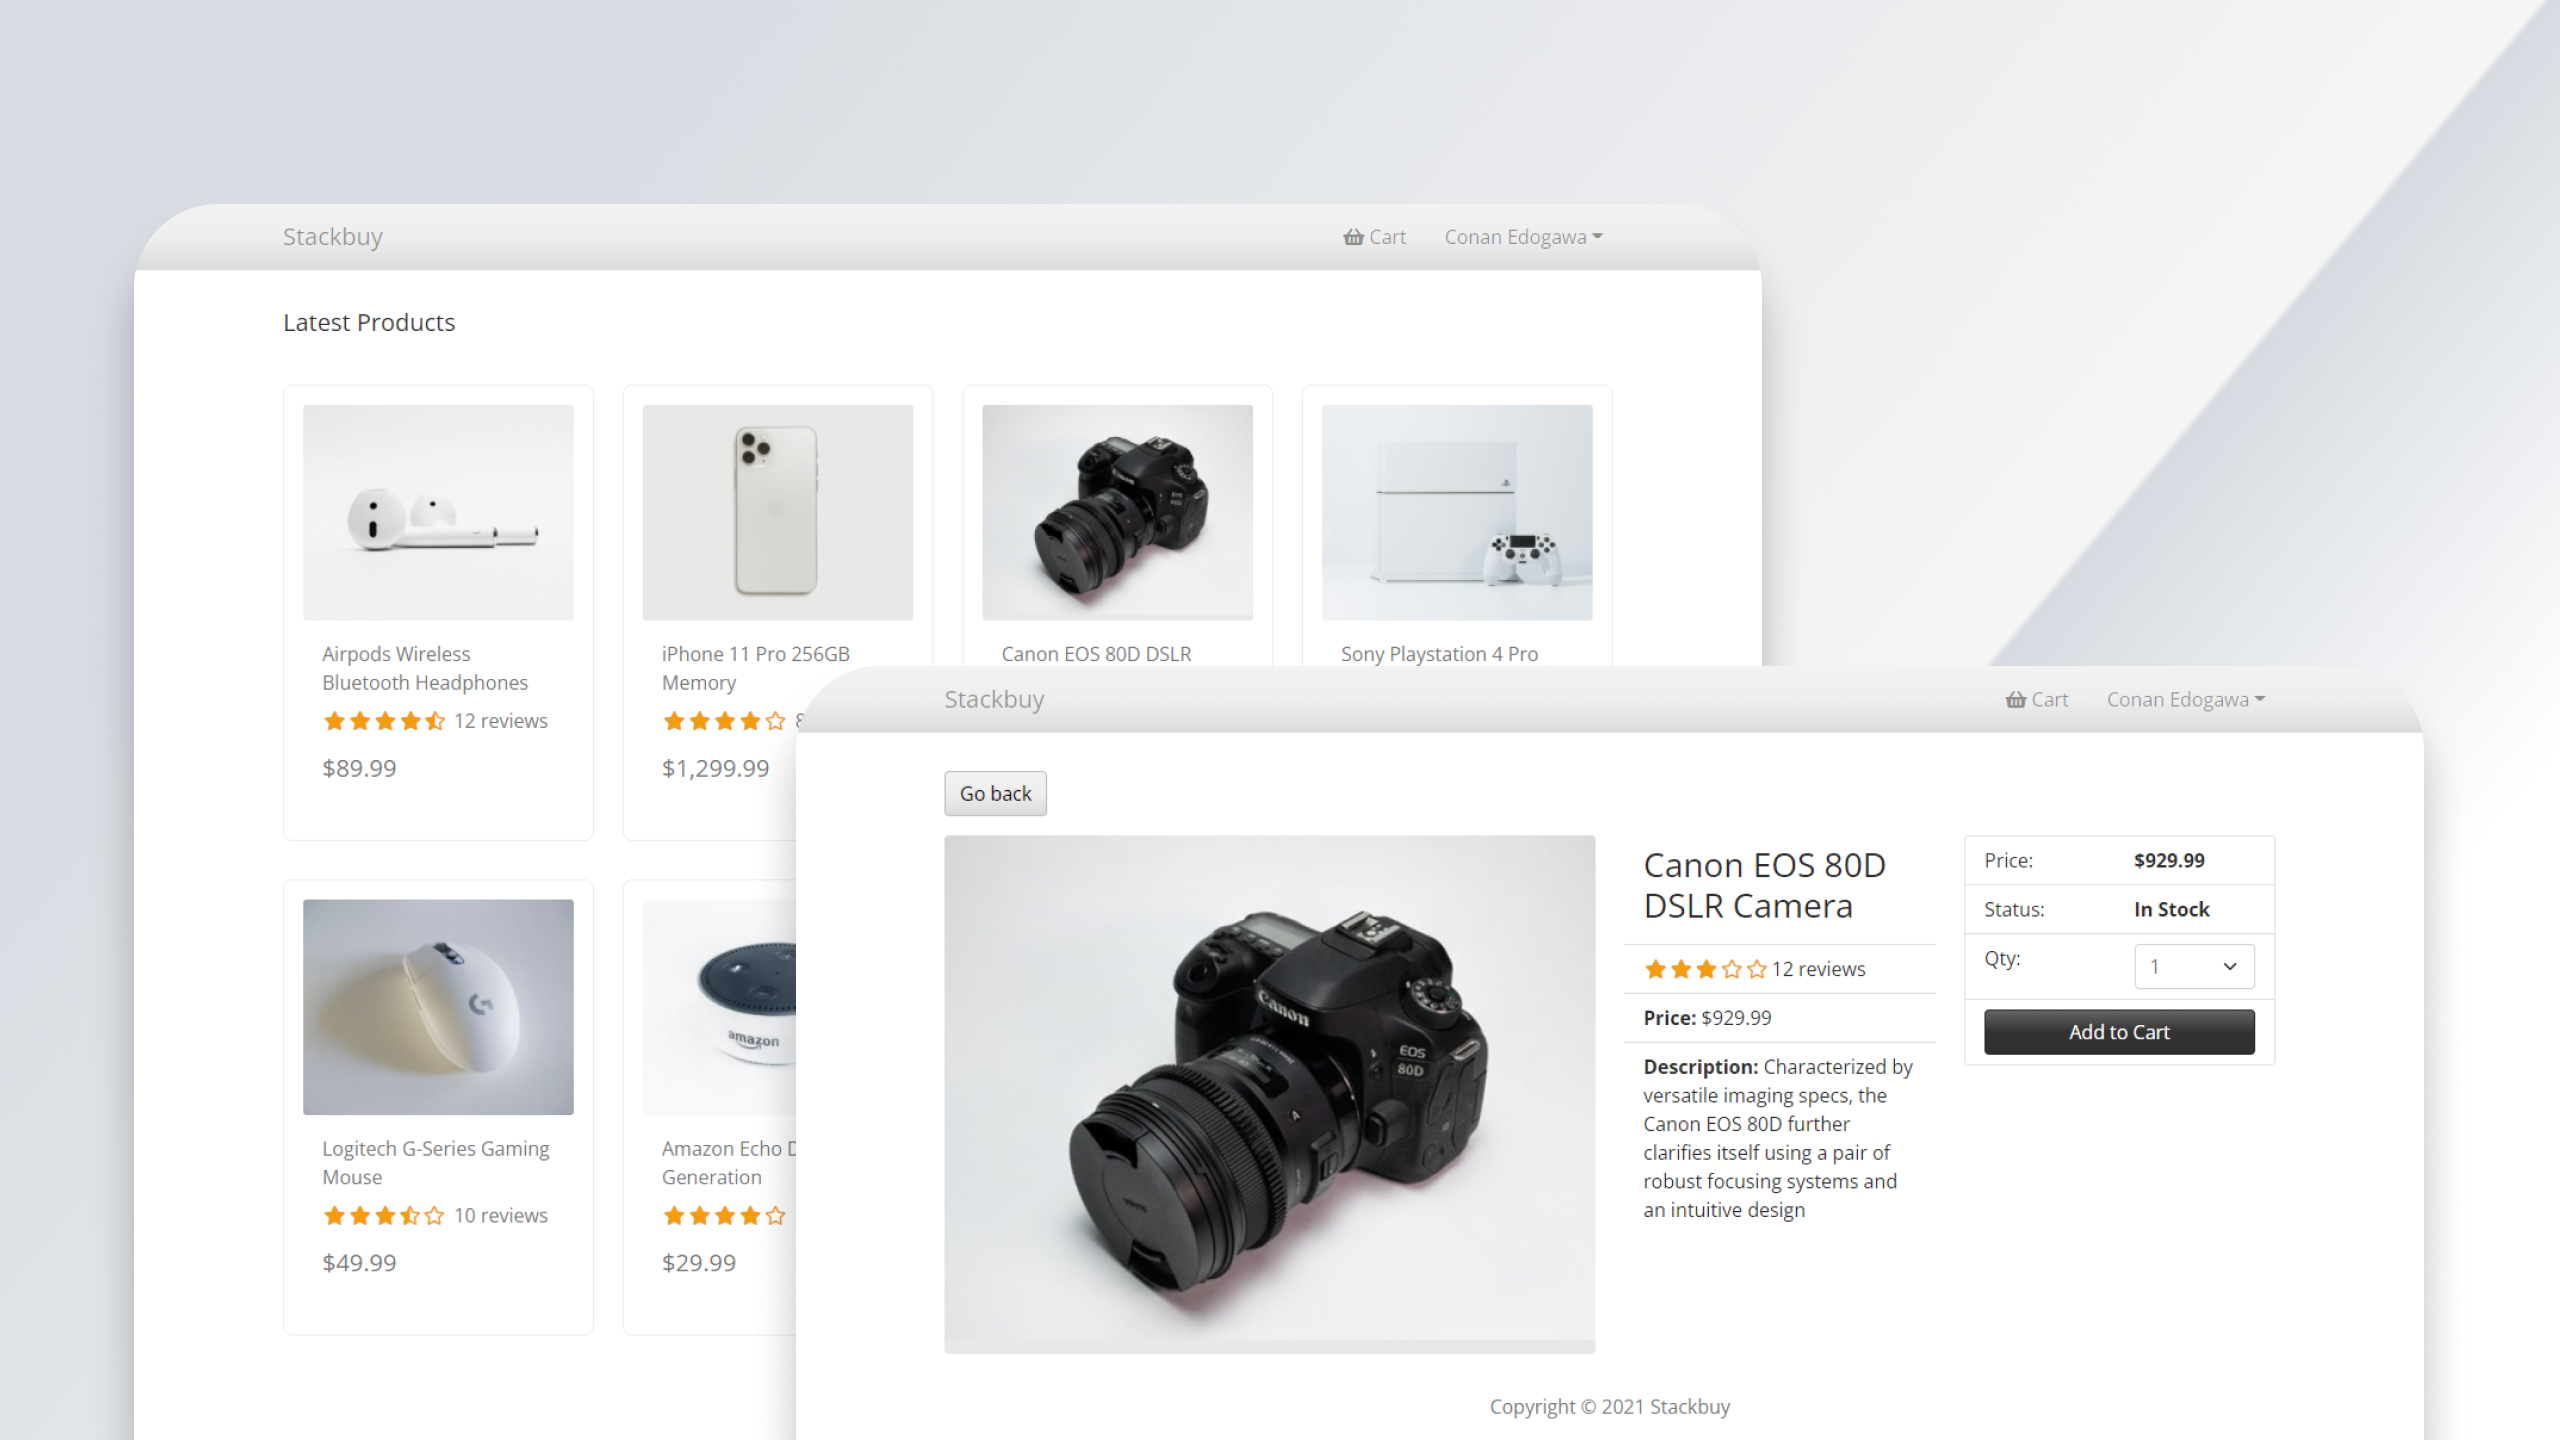 Stackbuy
Cart
Conan Edogawa
Latest Products
Airpods Wireless
Bluetooth Headphones
12 reviews
$89.99
iPhone 11 Pro 256GB
Memory
$1,299.99
Canon EOS 80D DSLR
Sony Playstation 4 Pro
Logitech G-Series Gaming
Mouse
10 reviews
$49.99
amazon
Amazon Echo
Generation
$29.99
Stackbuy
Cart
Conan Edogawa
Go back
Canon
EOS
80D
Canon EOS 80D
DSLR Camera
12 reviews
Price: $929.99
Description: Characterized by
versatile imaging specs, the
Canon EOS 80D further
clarifies itself using a pair of
robust focusing systems and
an intuitive design
Price: $929.99
Status: In Stock
Qty: 1
Add to Cart
Copyright © 2021 Stackbuy